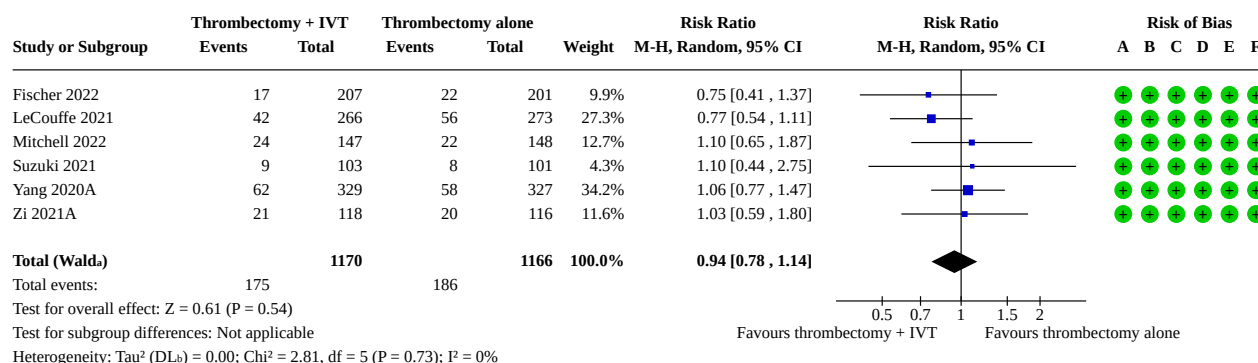 Thrombectomy + IVT Thrombectomy alone Risk Ratio Risk Ratio Risk of Bias
Study or Subgroup Events Total Events Total Weight M-H, Random, 95% CI M-H, Random, 95% CI A B C D E F
Fischer 2022 17 207 22 201 9.9% 0.75 [0.41 , 1.37] + + + + + +
LeCouffe 2021 42 266 56 273 27.3% 0.77 [0.54 , 1.11] + + + + + +
Mitchell 2022 24 147 22 148 12.7% 1.10 [0.65 , 1.87] + + + + + +
Suzuki 2021 9 103 8 101 4.3% 1.10 [0.44 , 2.75] + + + + + +
Yang 2020A 62 329 58 327 34.2% 1.06 [0.77 , 1.47] + + + + + +
Zi 2021A 21 118 20 116 11.6% 1.03 [0.59 , 1.80] + + + + + +
Total (Walda) 1170 1166 100.0% 0.94 [0.78 , 1.14]
Total events: 175 186
Test for overall effect: Z = 0.61 (P = 0.54) 0.5 0.7 1 1.5 2
Test for subgroup differences: Not applicable Favours thrombectomy + IVT Favours thrombectomy alone
Heterogeneity: Tau² (DLb) = 0.00; Chi² = 2.81, df = 5 (P = 0.73); I² = 0%